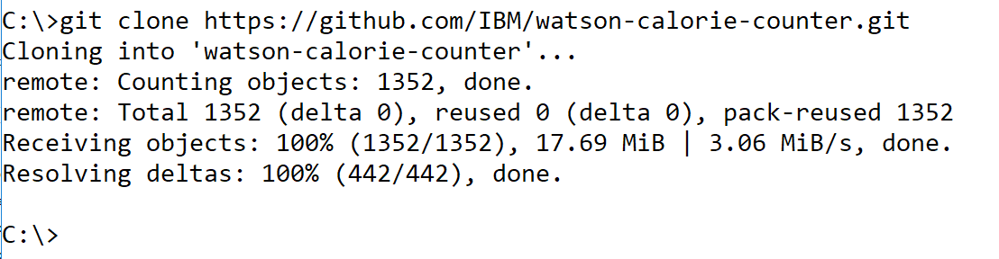 C:\>git clone https://github.com/IBM/watson-calorie-counter.git
Cloning into 'watson-calorie-counter'...
remote: Counting objects: 1352, done.
remote: Total 1352 (delta 0), reused 0 (delta 0), pack-reused 1352
Receiving objects: 100% (1352/1352), 17.69 MiB | 3.06 MiB/s, done.
Resolving deltas: 100% (442/442), done.
C:\>